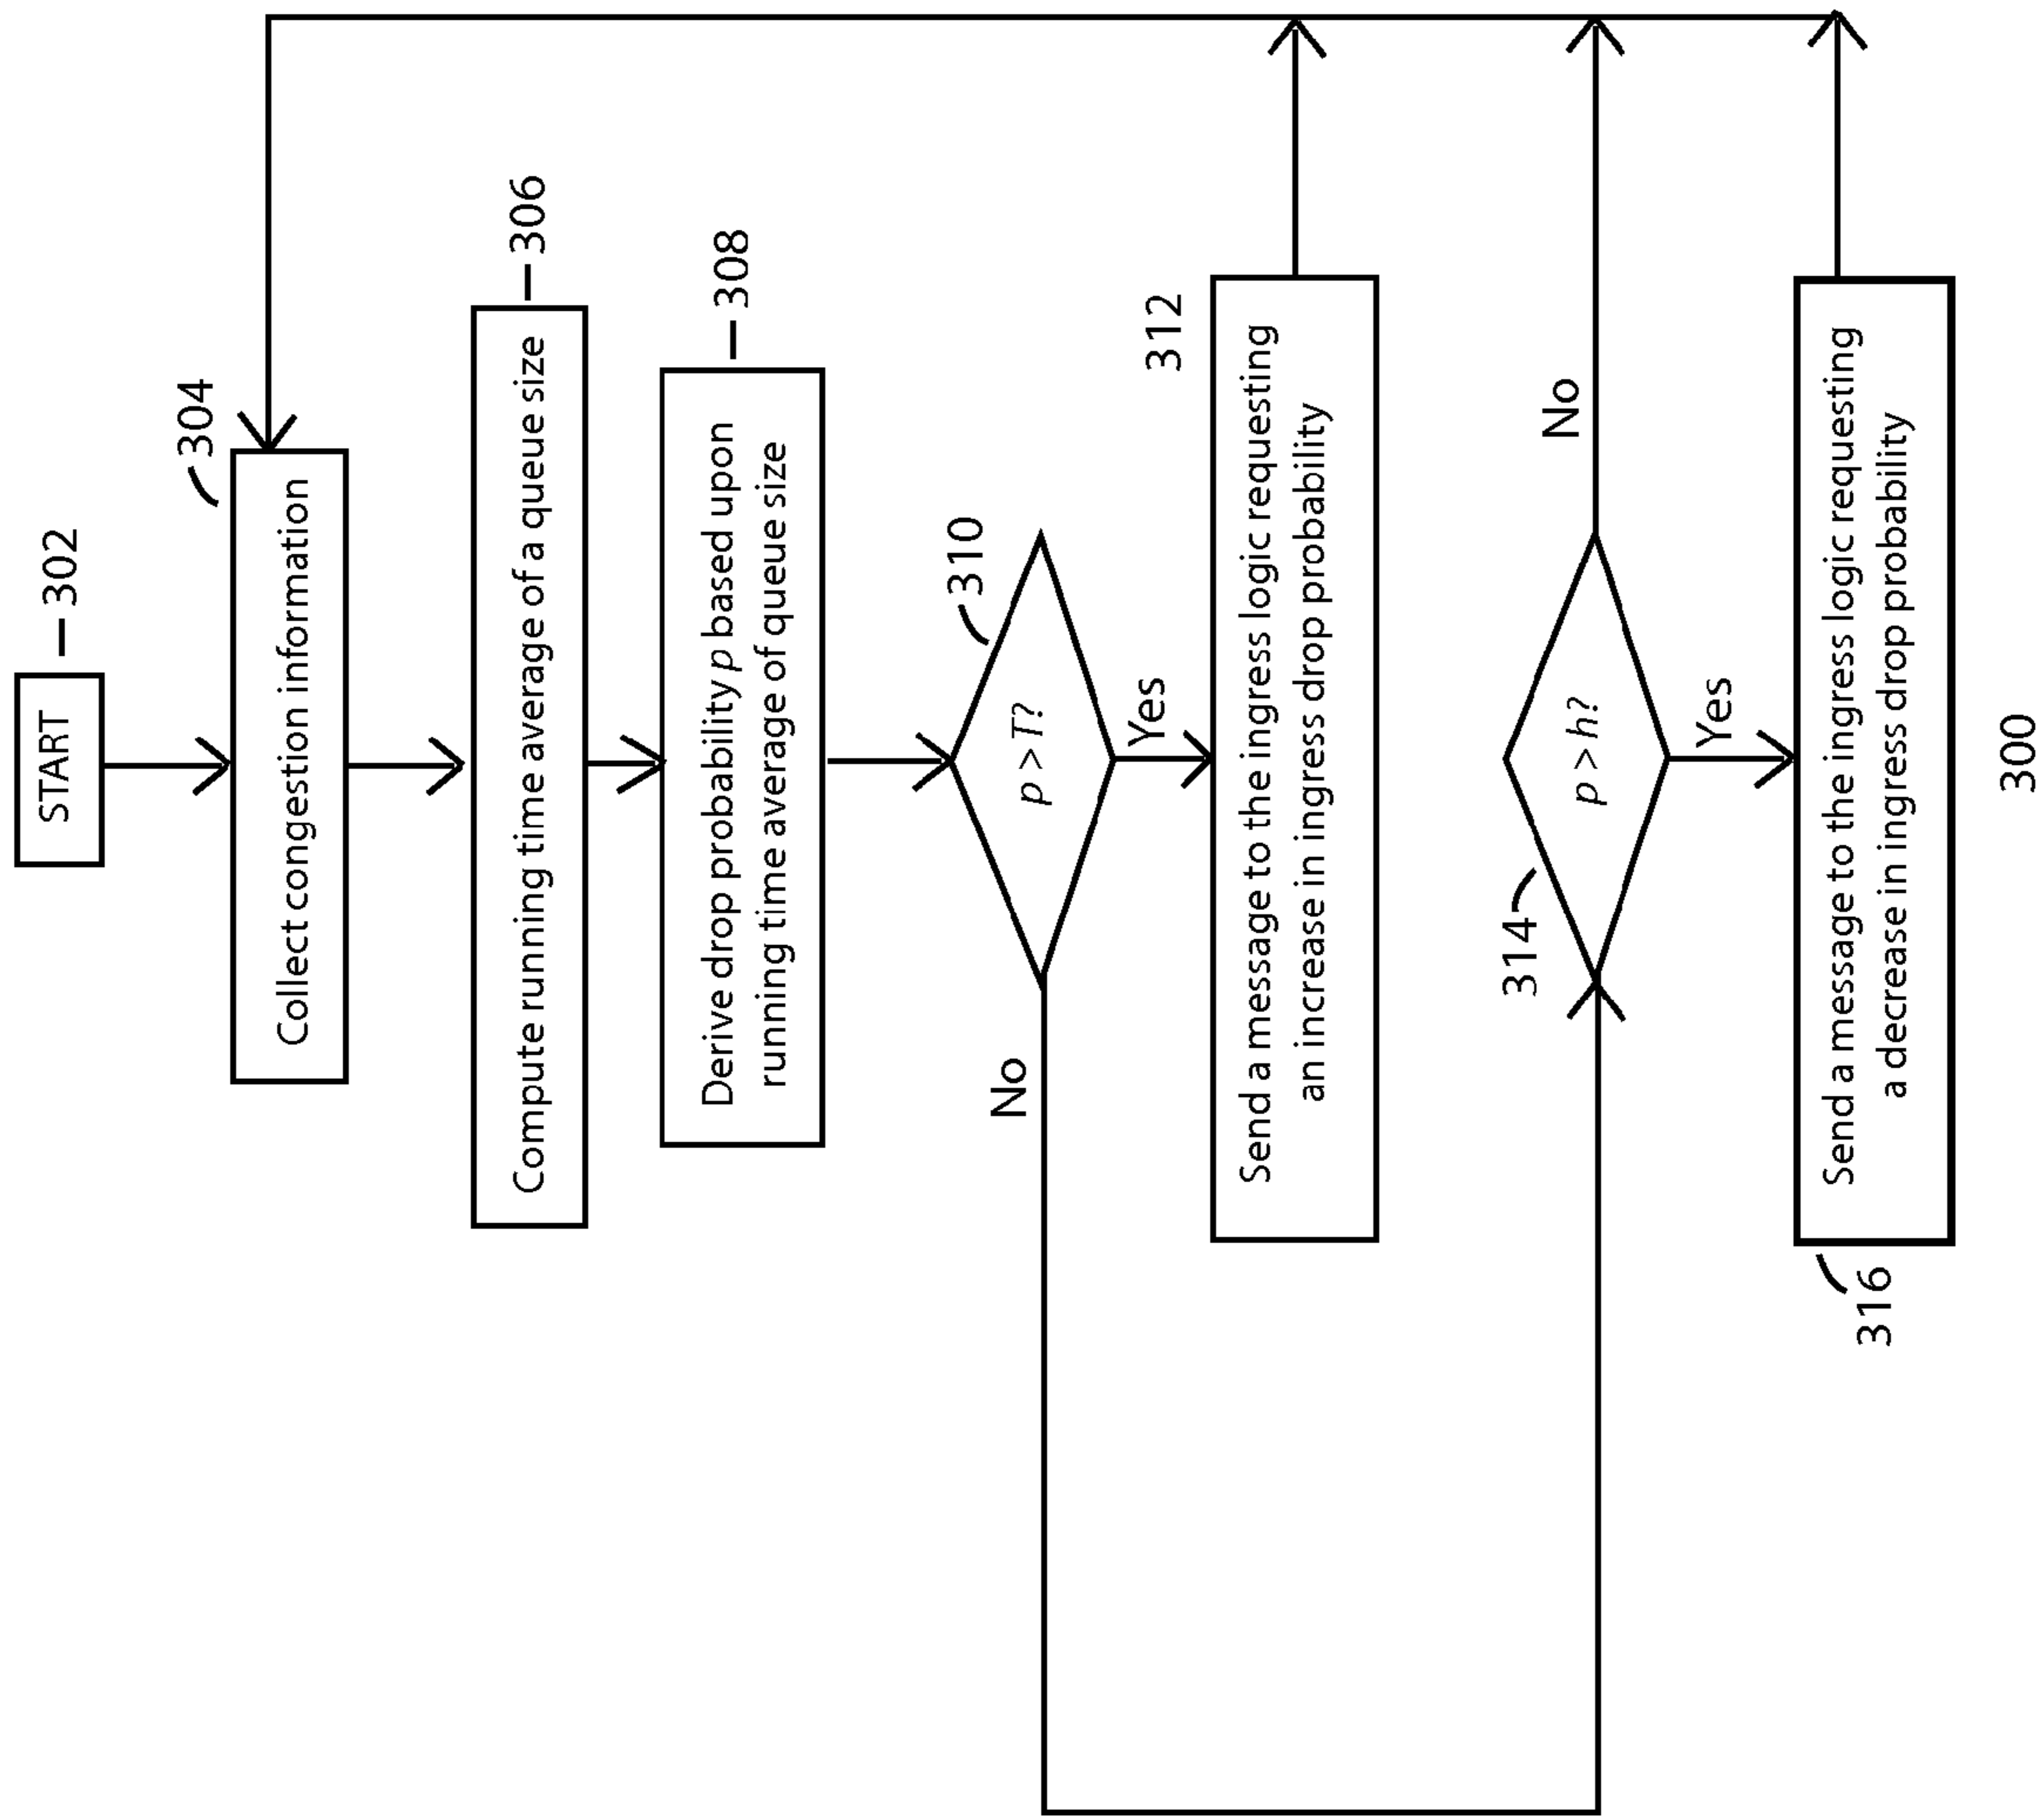 START
302
304
Collect congestion information
306
Compute running time average of a queue size
308
Derive drop probability p based upon
running time average of queue size
310
p > T?
No
Yes
312
Send a message to the ingress logic requesting
an increase in ingress drop probability
314
p > h?
No
Yes
Send a message to the ingress logic requesting
a decrease in ingress drop probability
316
300